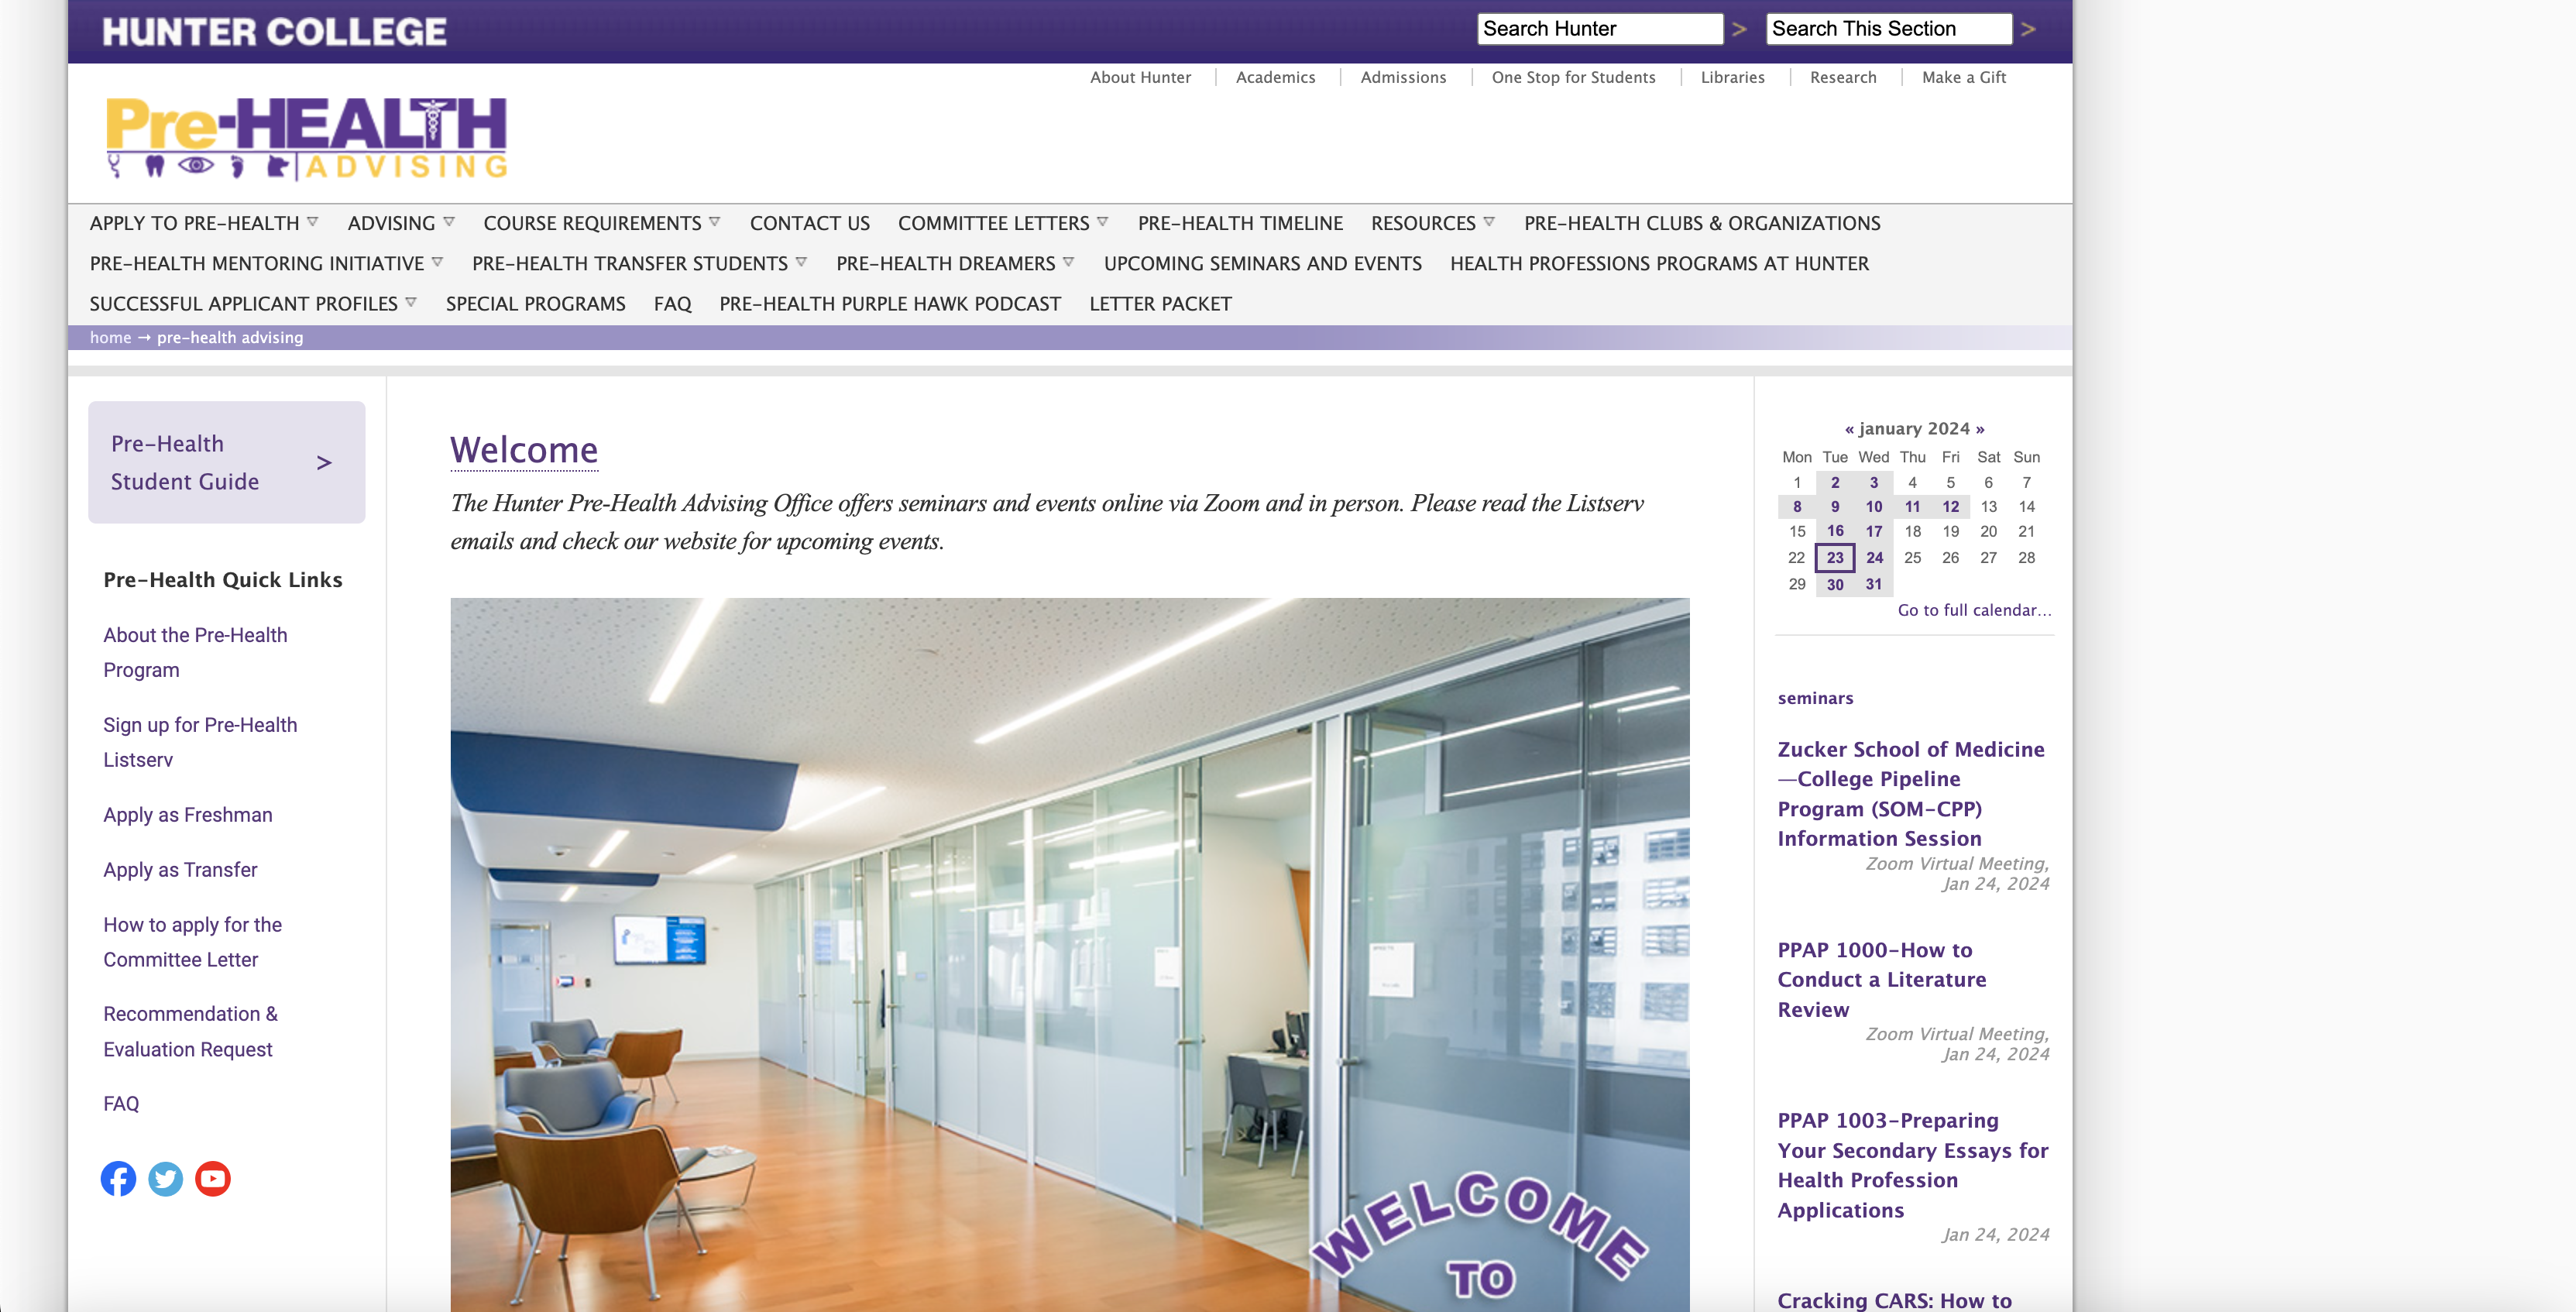 HUNTER COLLEGE
Search Hunter > Search This Section >
About Hunter Academics Admissions One Stop for Students Libraries Research Make a Gift
Pre-HEALTH
ADVISING
APPLY TO PRE-HEALTH ADVISING COURSE REQUIREMENTS CONTACT US COMMITTEE LETTERS PRE-HEALTH TIMELINE RESOURCES PRE-HEALTH CLUBS & ORGANIZATIONS
PRE-HEALTH MENTORING INITIATIVE PRE-HEALTH TRANSFER STUDENTS PRE-HEALTH DREAMERS UPCOMING SEMINARS AND EVENTS HEALTH PROFESSIONS PROGRAMS AT HUNTER
SUCCESSFUL APPLICANT PROFILES SPECIAL PROGRAMS FAQ PRE-HEALTH PURPLE HAWK PODCAST LETTER PACKET
home → pre-health advising
Pre-Health
Student Guide >
Pre-Health Quick Links
About the Pre-Health
Program
Sign up for Pre-Health
Listserv
Apply as Freshman
Apply as Transfer
How to apply for the
Committee Letter
Recommendation &
Evaluation Request
FAQ
Welcome
The Hunter Pre-Health Advising Office offers seminars and events online via Zoom and in person. Please read the Listserv
emails and check our website for upcoming events.
WELCOME
TO
« january 2024 »
Mon Tue Wed Thu Fri Sat Sun
1 2 3 4 5 6 7
8 9 10 11 12 13 14
15 16 17 18 19 20 21
22 23 24 25 26 27 28
29 30 31
Go to full calendar…
seminars
Zucker School of Medicine
—College Pipeline
Program (SOM-CPP)
Information Session
Zoom Virtual Meeting,
Jan 24, 2024
PPAP 1000-How to
Conduct a Literature
Review
Zoom Virtual Meeting,
Jan 24, 2024
PPAP 1003-Preparing
Your Secondary Essays for
Health Profession
Applications
Jan 24, 2024
Cracking CARS: How to